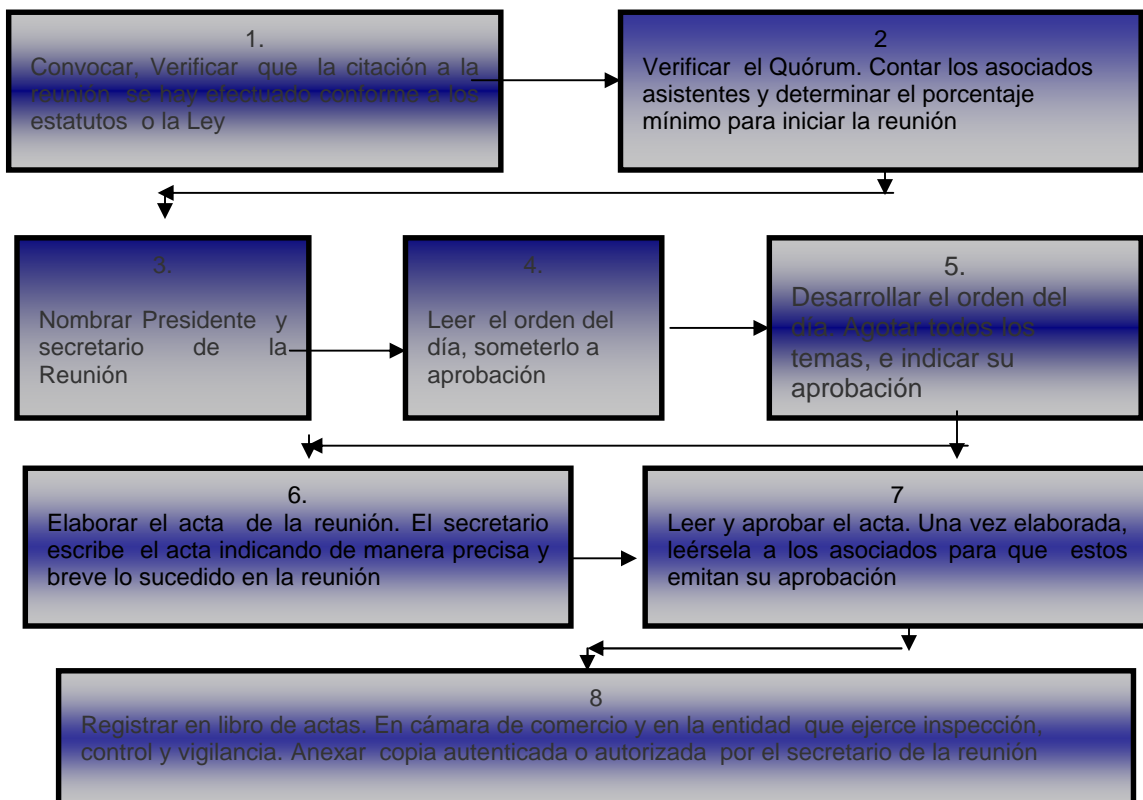 1.
Convocar, Verificar que la citación a la
reunión se hay efectuado conforme a los
estatutos o la Ley
2
Verificar el Quórum. Contar los asociados
asistentes y determinar el porcentaje
mínimo para iniciar la reunión
3.
Nombrar Presidente y
secretario de la
Reunión
4.
Leer el orden del
día, someterlo a
aprobación
5.
Desarrollar el orden del
día. Agotar todos los
temas, e indicar su
aprobación
6.
Elaborar el acta de la reunión. El secretario
escribe el acta indicando de manera precisa y
breve lo sucedido en la reunión
7
Leer y aprobar el acta. Una vez elaborada,
leérsela a los asociados para que estos
emitan su aprobación
8
Registrar en libro de actas. En cámara de comercio y en la entidad que ejerce inspección,
control y vigilancia. Anexar copia autenticada o autorizada por el secretario de la reunión